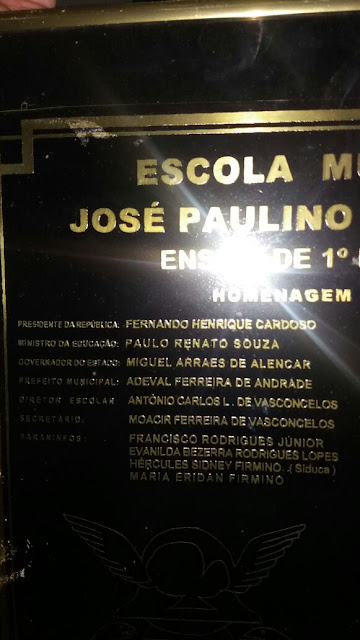 ESCOLA
JOSÉ PAULINO
DE 1º
HOMENAGEM
PRESIDENTE DA REPÚBLICA: FERNANDO HENRIQUE CARDOSO
MINISTRO DA EDUCAÇÃO: PAULO RENATO SOUZA
GOVERNADOR DO ESTADO: MIGUEL ARRAES DE ALENCAR
PREFEITO MUNICIPAL: ADEVAL FERREIRA DE ANDRADE
DIRETOR ESCOLAR ANTÔNIO CARLOS L. DE VASCONCELOS
SECRETÁRIO: MOACIR FERREIRA DE VASCONCELOS
PARANINFOS: FRANCISCO RODRIGUES JÚNIOR
EVANILDA BEZERRA RODRIGUES LOPES
HÉRCULES SIDNEY FIRMINO .( Siduca )
MARIA ERIDAN FIRMINO